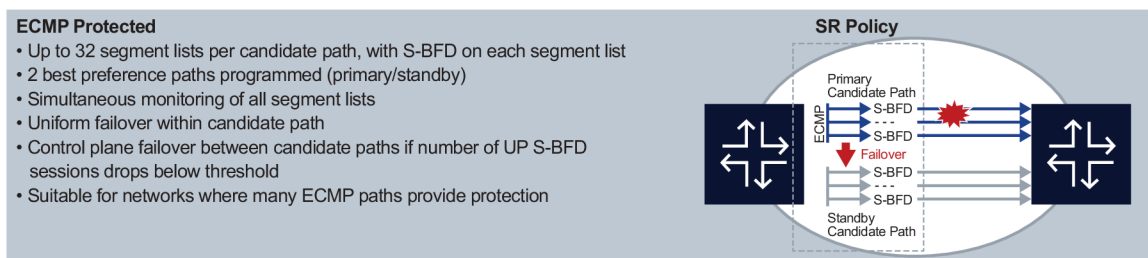 ECMP Protected
• Up to 32 segment lists per candidate path, with S-BFD on each segment list
• 2 best preference paths programmed (primary/standby)
• Simultaneous monitoring of all segment lists
• Uniform failover within candidate path
• Control plane failover between candidate paths if number of UP S-BFD
sessions drops below threshold
• Suitable for networks where many ECMP paths provide protection
SR Policy
Primary
Candidate Path
ECMP
S-BFD
----
S-BFD
Failover
S-BFD
----
S-BFD
Standby
Candidate Path